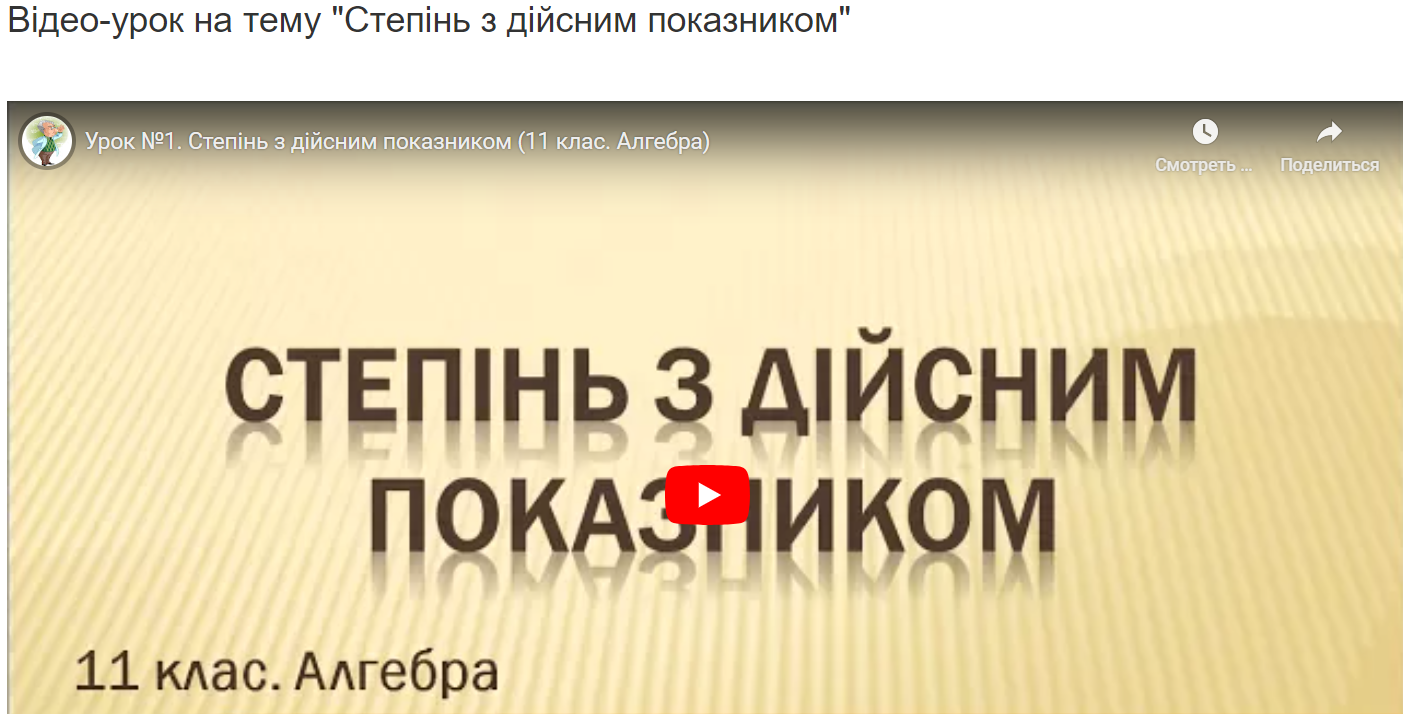 Відео-урок на тему "Степінь з дійсним показником"
Урок №1. Степінь з дійсним показником (11 клас. Алгебра)
Смотреть ...
Поделиться
СТЕПІНЬ З ДІЙСНИМ
ПОКАЗНИКОМ
11 клас. Алгебра